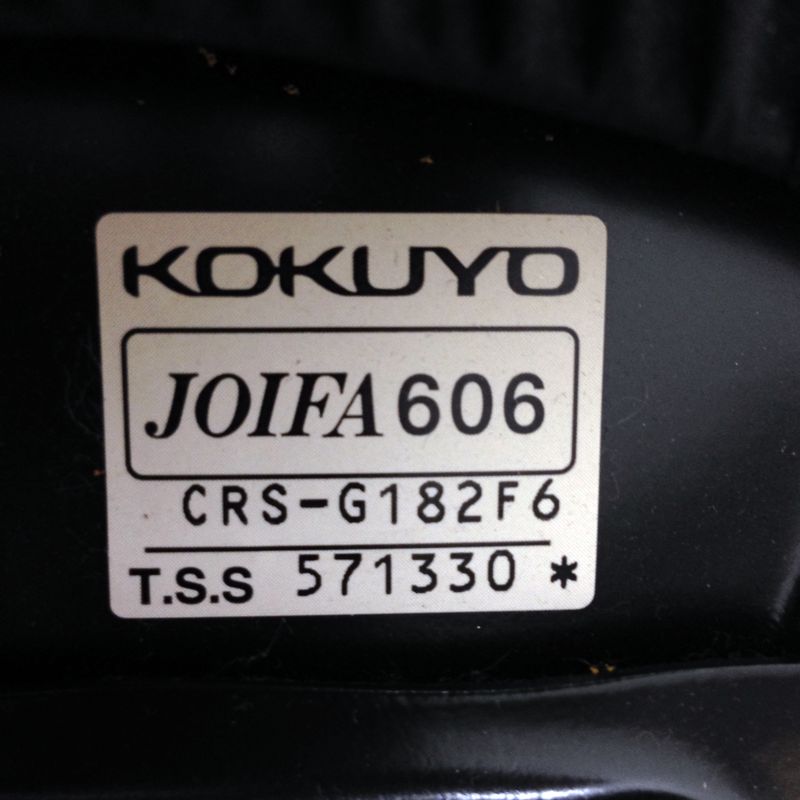 KOKUYO
JOIFA 606
CRS-G182F6
T.S.S 571330 *